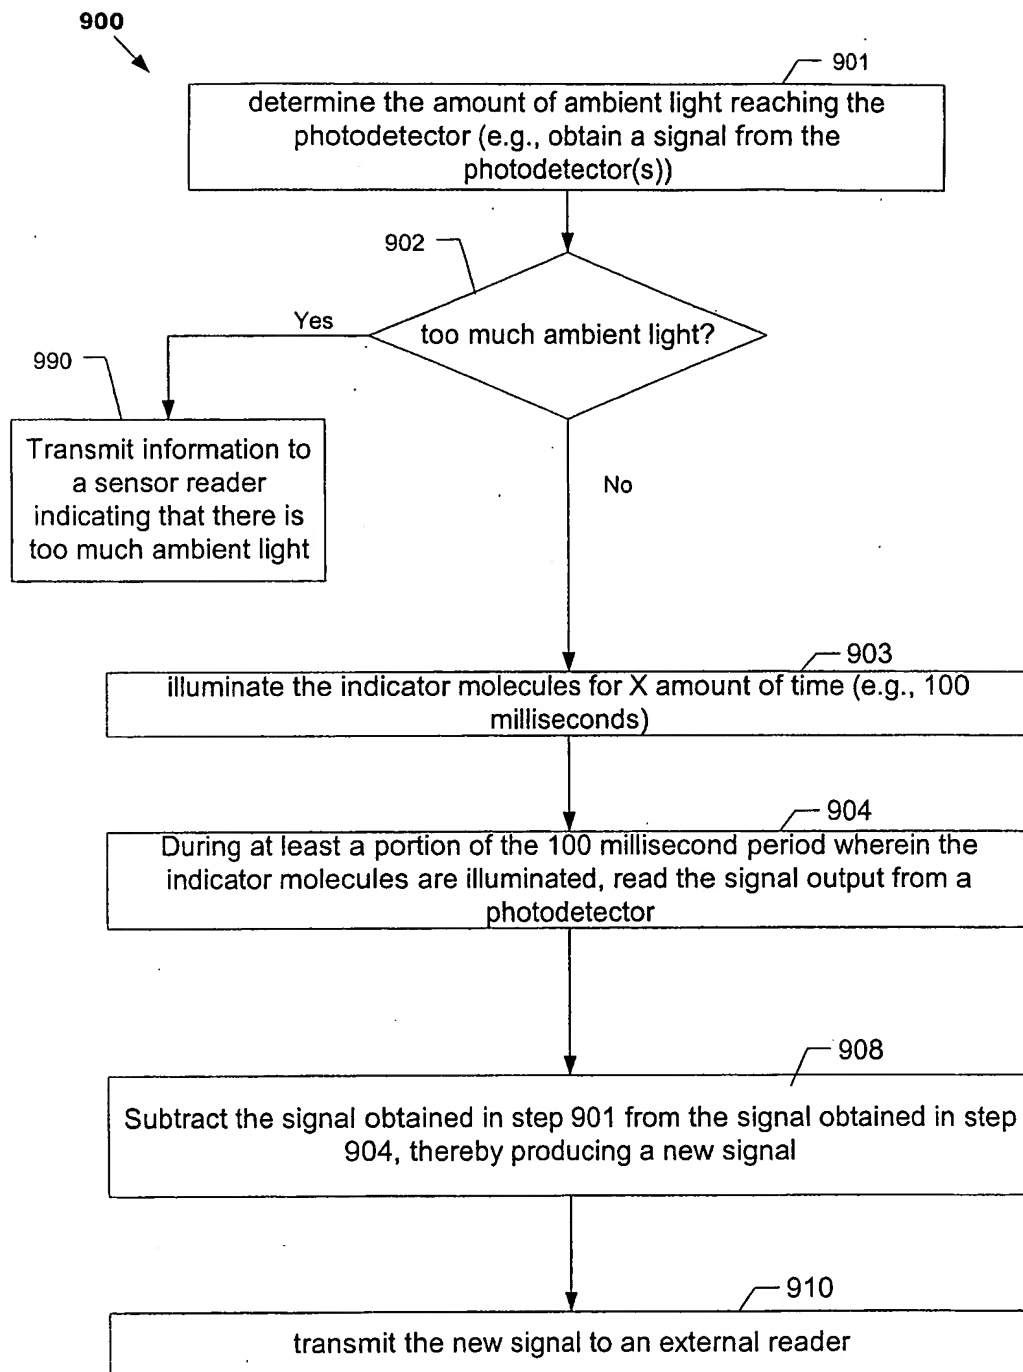 900
901
determine the amount of ambient light reaching the
photodetector (e.g., obtain a signal from the
photodetector(s))
902
too much ambient light?
Yes
990
Transmit information to
a sensor reader
indicating that there is
too much ambient light
No
903
illuminate the indicator molecules for X amount of time (e.g., 100
milliseconds)
904
During at least a portion of the 100 millisecond period wherein the
indicator molecules are illuminated, read the signal output from a
photodetector
908
Subtract the signal obtained in step 901 from the signal obtained in step
904, thereby producing a new signal
910
transmit the new signal to an external reader